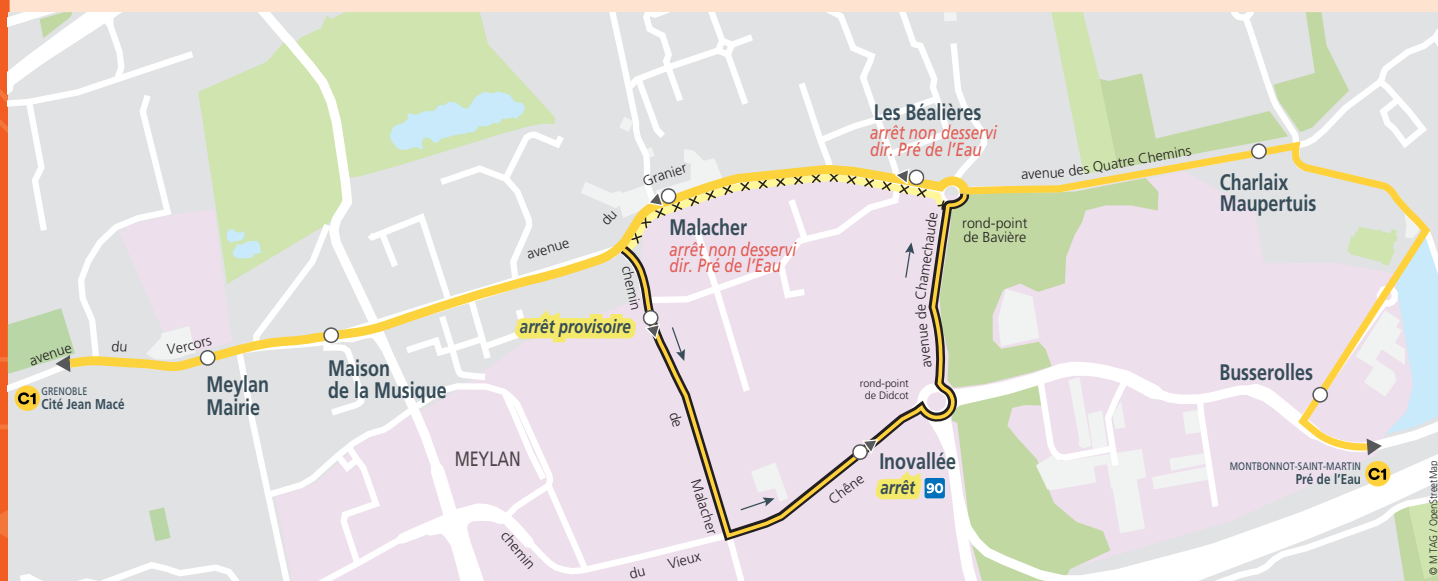 Les Béalières
arrêt non desservi
dir. Pré de l'Eau
avenue des Quatre Chemins
Charlaix
Maupertuis
avenue du Granier
Malacher
arrêt non desservi
dir. Pré de l'Eau
rond-point
de Bavière
avenue de Chamechaude
chemin de Malacher
arrêt provisoire
avenue du Vercors
C1
GRENOBLE
Cité Jean Macé
Meylan
Mairie
Maison
de la Musique
rond-point
de Didcot
Busserolles
MEYLAN
Inovallée
arrêt 90
MONTBONNOT-SAINT-MARTIN
Pré de l'Eau
C1
chemin du Vieux Chêne
© M TAG / OpenStreetMap